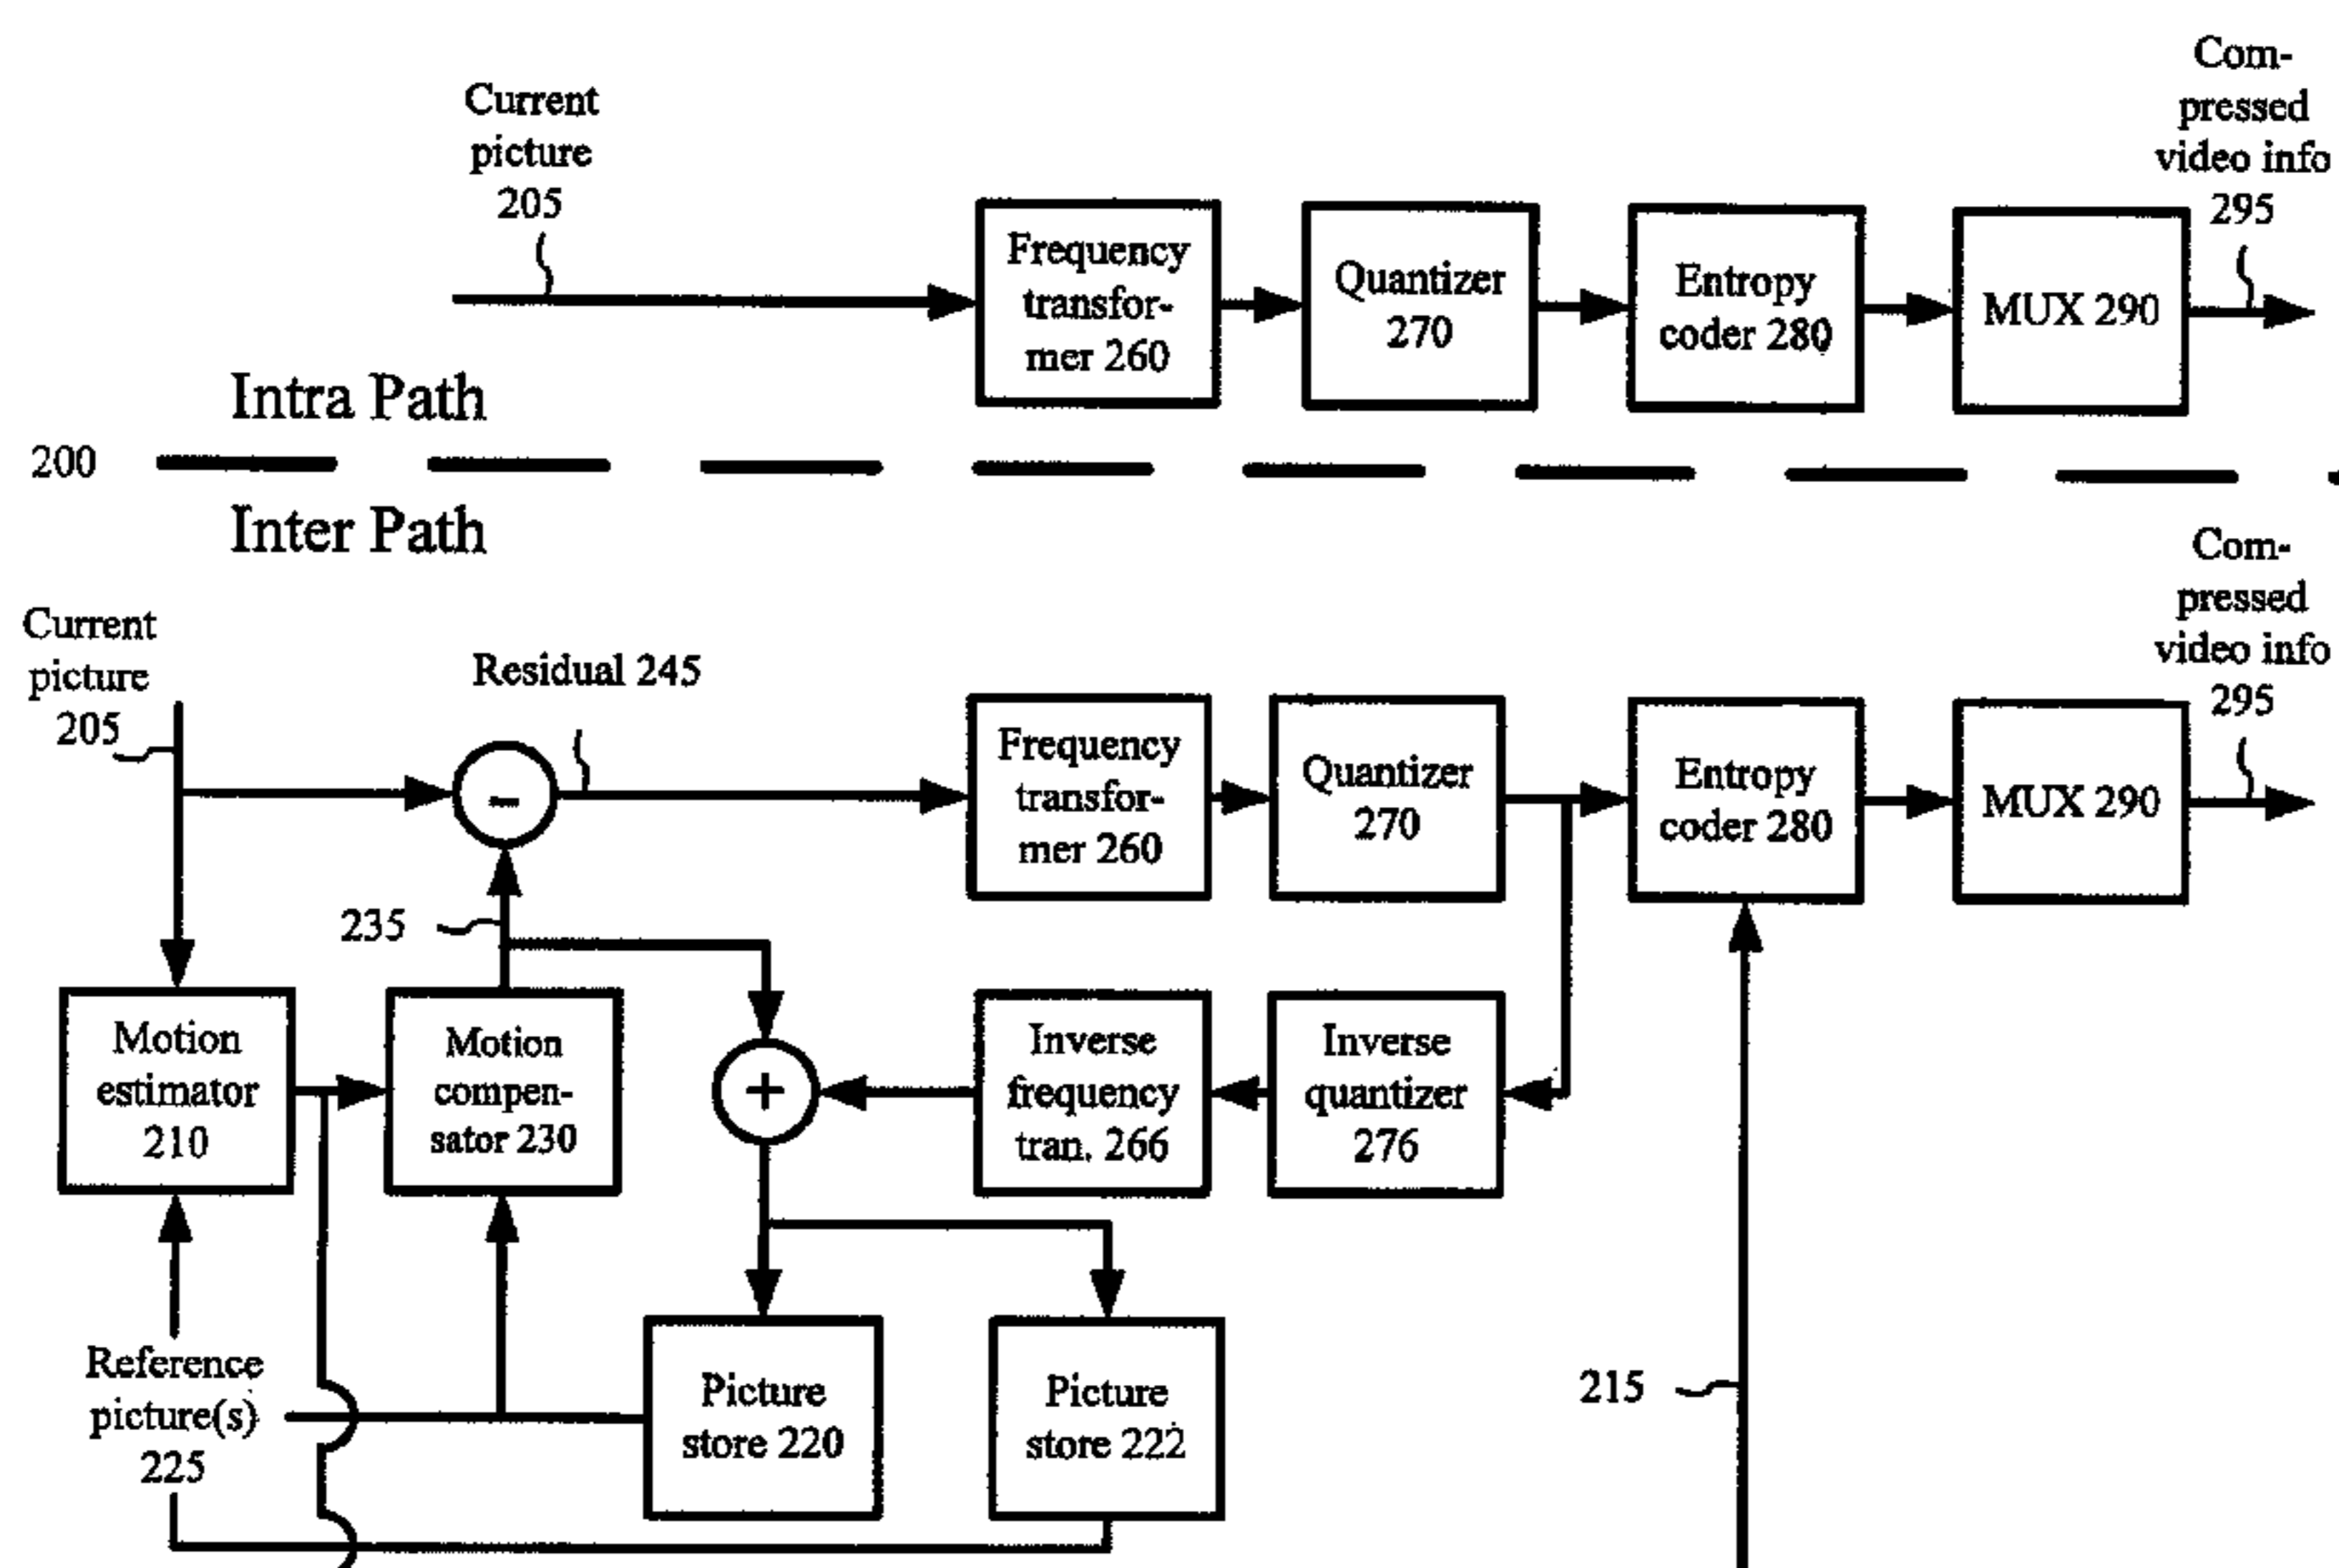 Current
picture
205
Com-
pressed
video info
295
Frequency
transfor-
mer 260
Quantizer
270
Entropy
coder 280
MUX 290
Intra Path
200
Inter Path
Current
picture
205
Residual 245
Com-
pressed
video info
295
Frequency
transfor-
mer 260
Quantizer
270
Entropy
coder 280
MUX 290
-
235
Motion
estimator
210
Motion
compen-
sator 230
+
Inverse
frequency
tran. 266
Inverse
quantizer
276
Reference
picture(s)
225
Picture
store 220
Picture
store 222
215